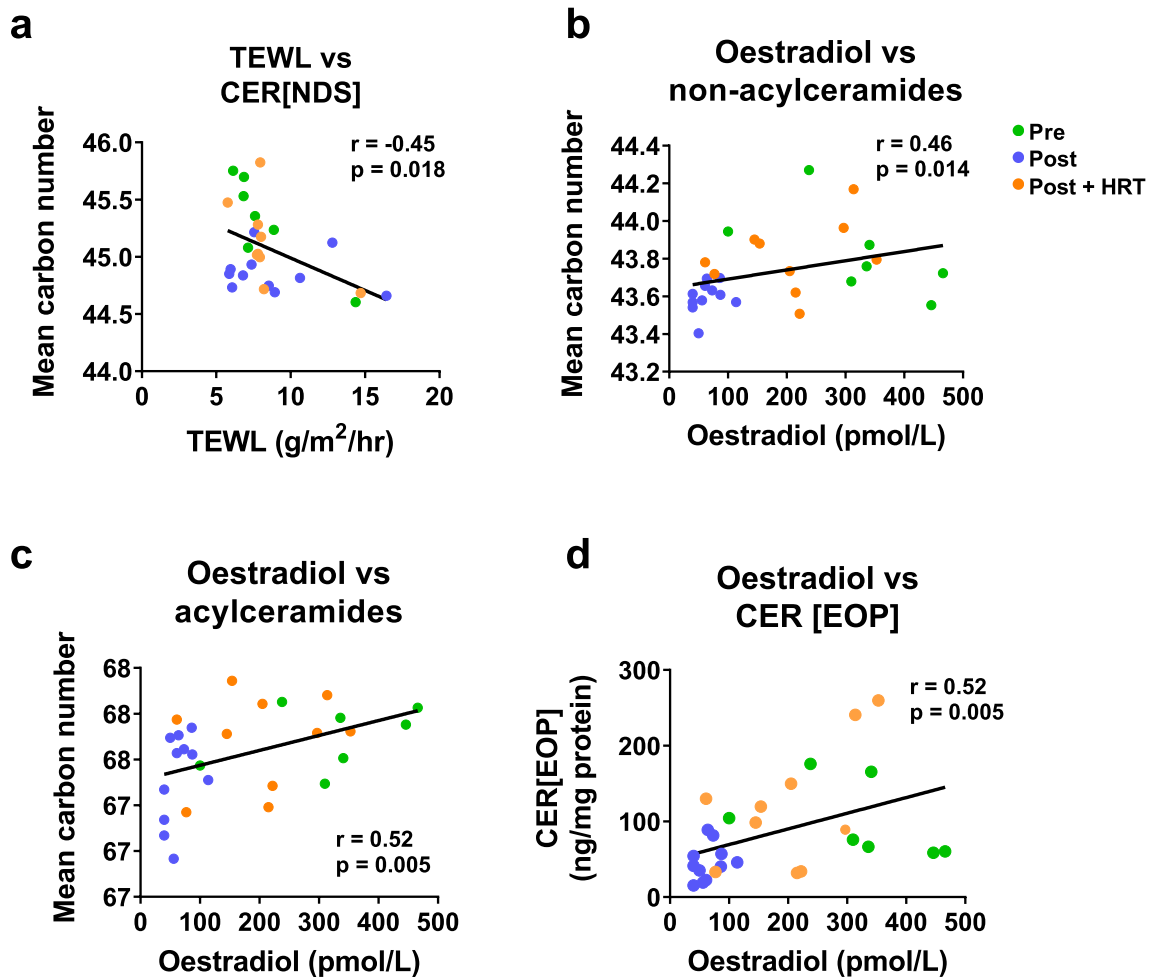 a
TEWL vs
CER[NDS]
r = -0.45
p = 0.018
Mean carbon number
46.0
45.5
45.0
44.5
44.0
0 5 10 15 20
TEWL (g/m²/hr)
b
Oestradiol vs
non-acylceramides
r = 0.46
p = 0.014
Mean carbon number
44.4
44.2
44.0
43.8
43.6
43.4
43.2
0 100 200 300 400 500
Oestradiol (pmol/L)
Pre
Post
Post + HRT
c
Oestradiol vs
acylceramides
Mean carbon number
68
68
68
67
67
67
r = 0.52
p = 0.005
0 100 200 300 400 500
Oestradiol (pmol/L)
d
Oestradiol vs
CER [EOP]
CER[EOP]
(ng/mg protein)
300
200
100
0
r = 0.52
p = 0.005
0 100 200 300 400 500
Oestradiol (pmol/L)